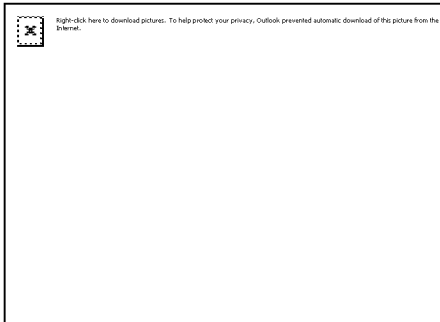 Right-click here to download pictures. To help protect your privacy, Outlook prevented automatic download of this picture from the
Internet.